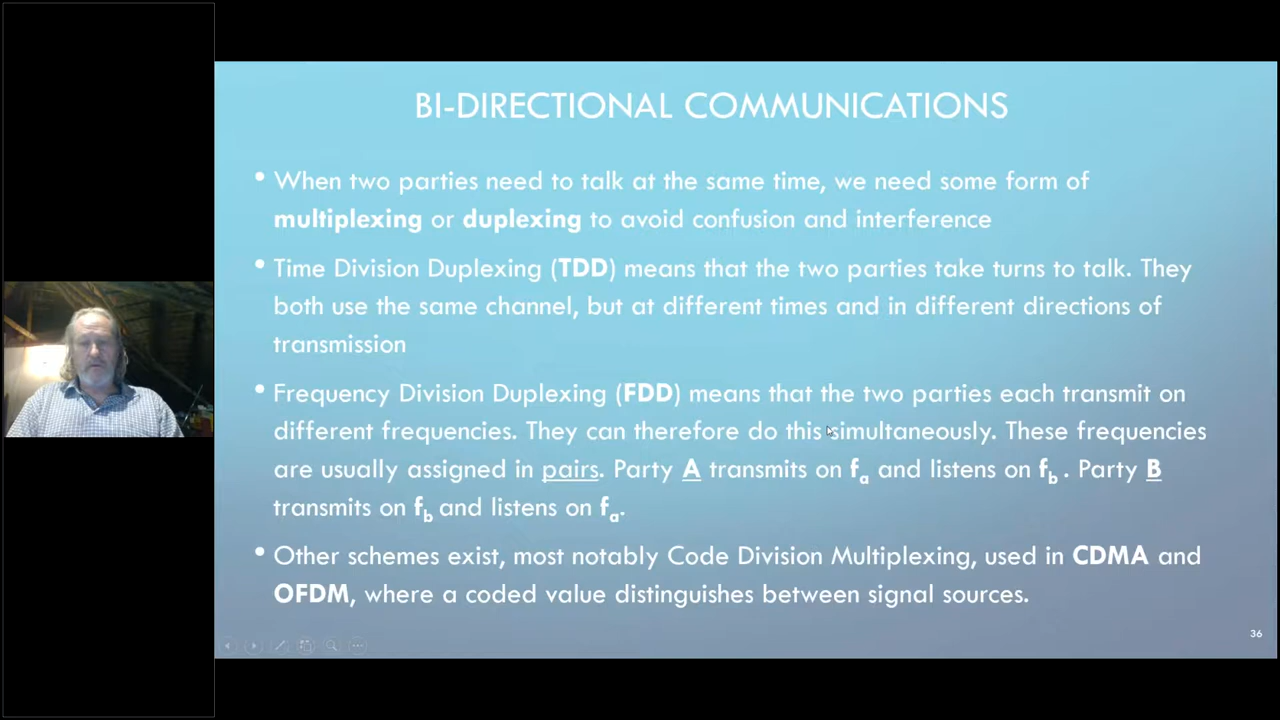 BI-DIRECTIONAL COMMUNICATIONS
• When two parties need to talk at the same time, we need some form of
multiplexing or duplexing to avoid confusion and interference
• Time Division Duplexing (TDD) means that the two parties take turns to talk. They
both use the same channel, but at different times and in different directions of
transmission
• Frequency Division Duplexing (FDD) means that the two parties each transmit on
different frequencies. They can therefore do this simultaneously. These frequencies
are usually assigned in pairs. Party A transmits on fa and listens on fb . Party B
transmits on fb and listens on fa.
• Other schemes exist, most notably Code Division Multiplexing, used in CDMA and
OFDM, where a coded value distinguishes between signal sources.
36